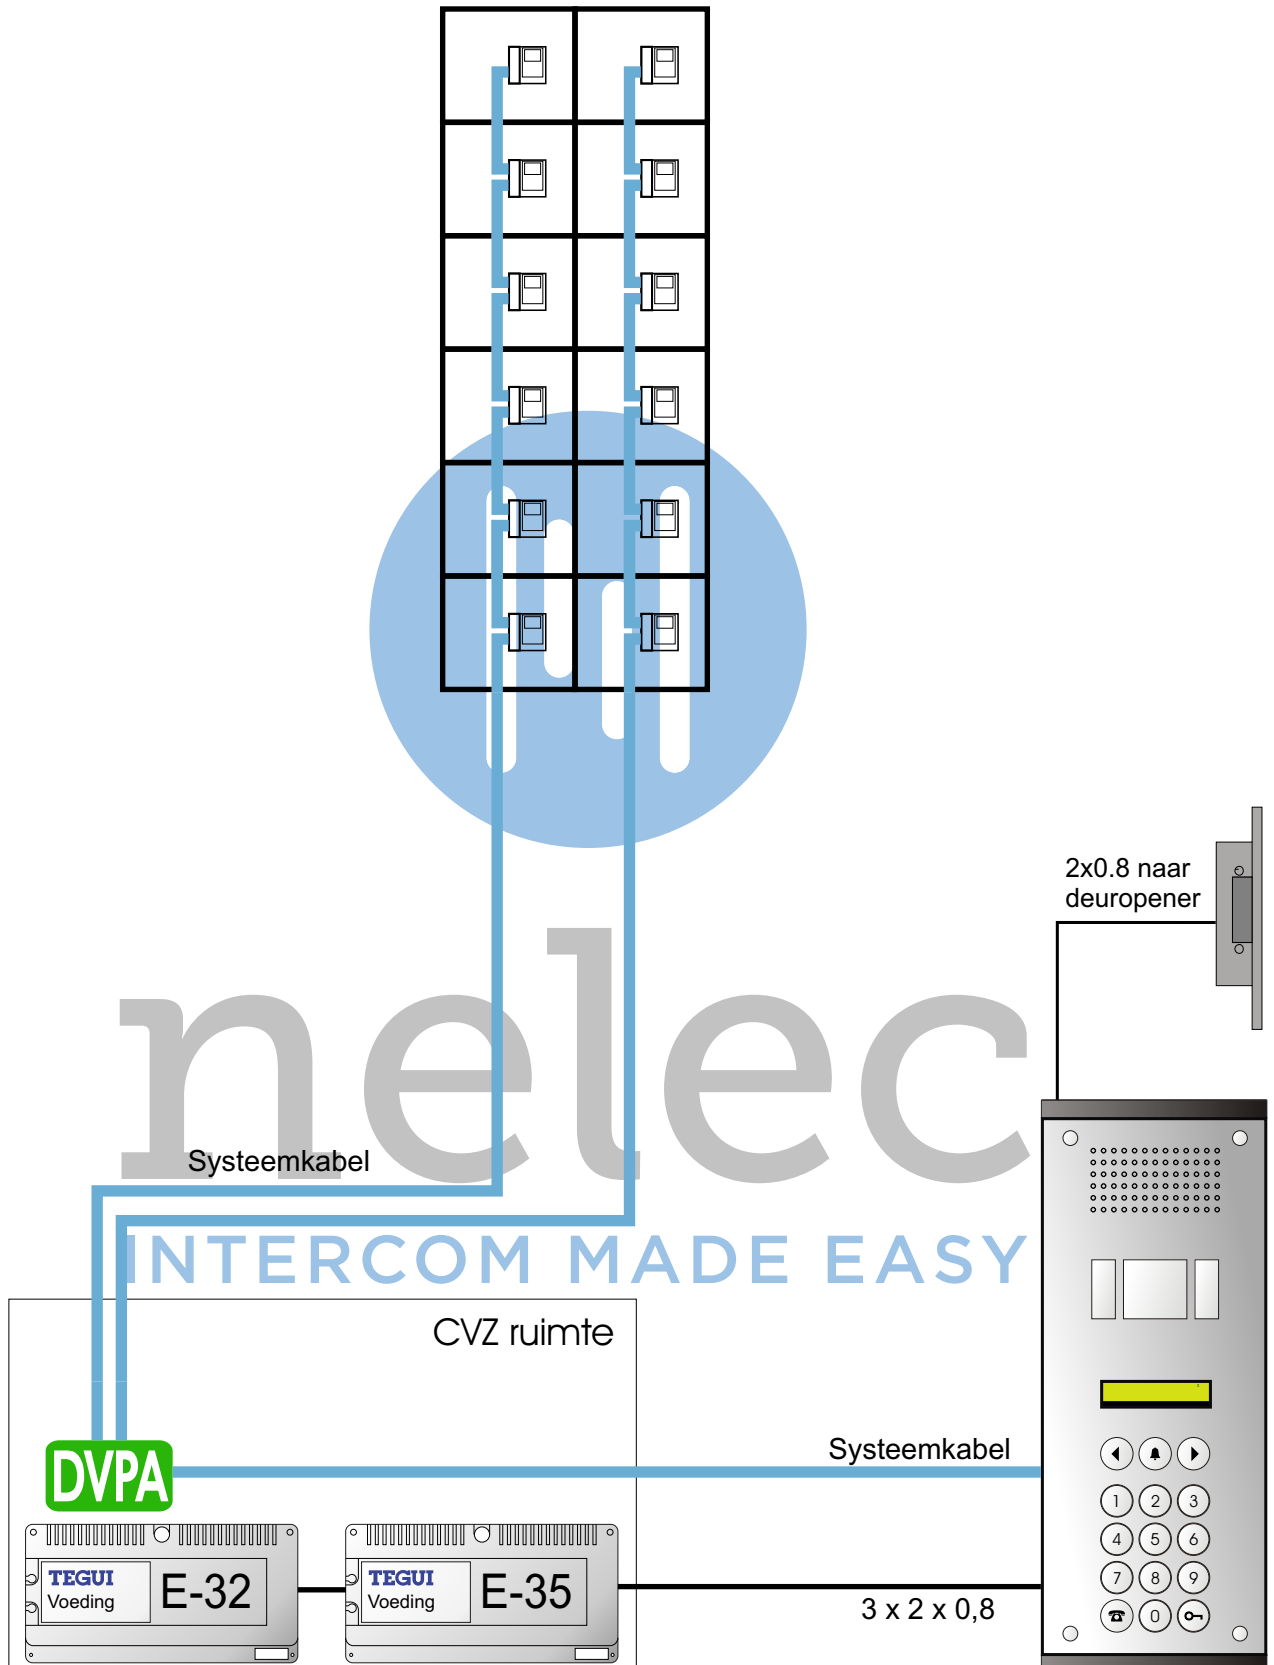 2x0.8 naar
deuropener
nelec
Systeemkabel
INTERCOM MADE EASY
CVZ ruimte
Systeemkabel
DVPA
TEGUI
Voeding
E-32
TEGUI
Voeding
E-35
3 x 2 x 0,8
1 2 3
4 5 6
7 8 9
0